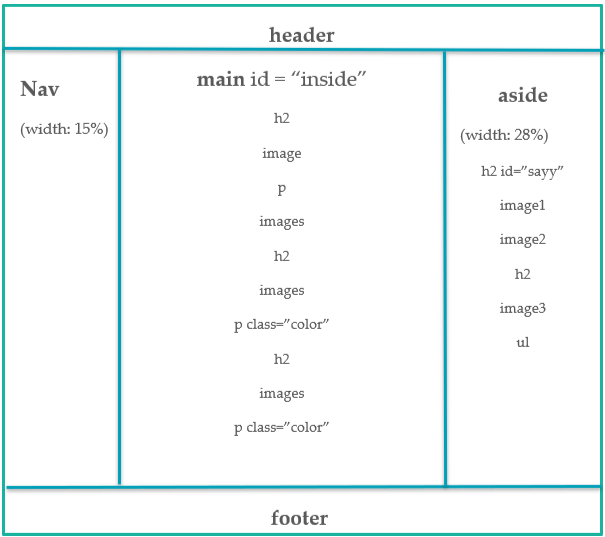 header
Nav
(width: 15%)
main id = “inside”
h2
image
p
images
h2
images
p class=”color”
h2
images
p class=”color”
aside
(width: 28%)
h2 id=”sayy”
image1
image2
h2
image3
ul
footer